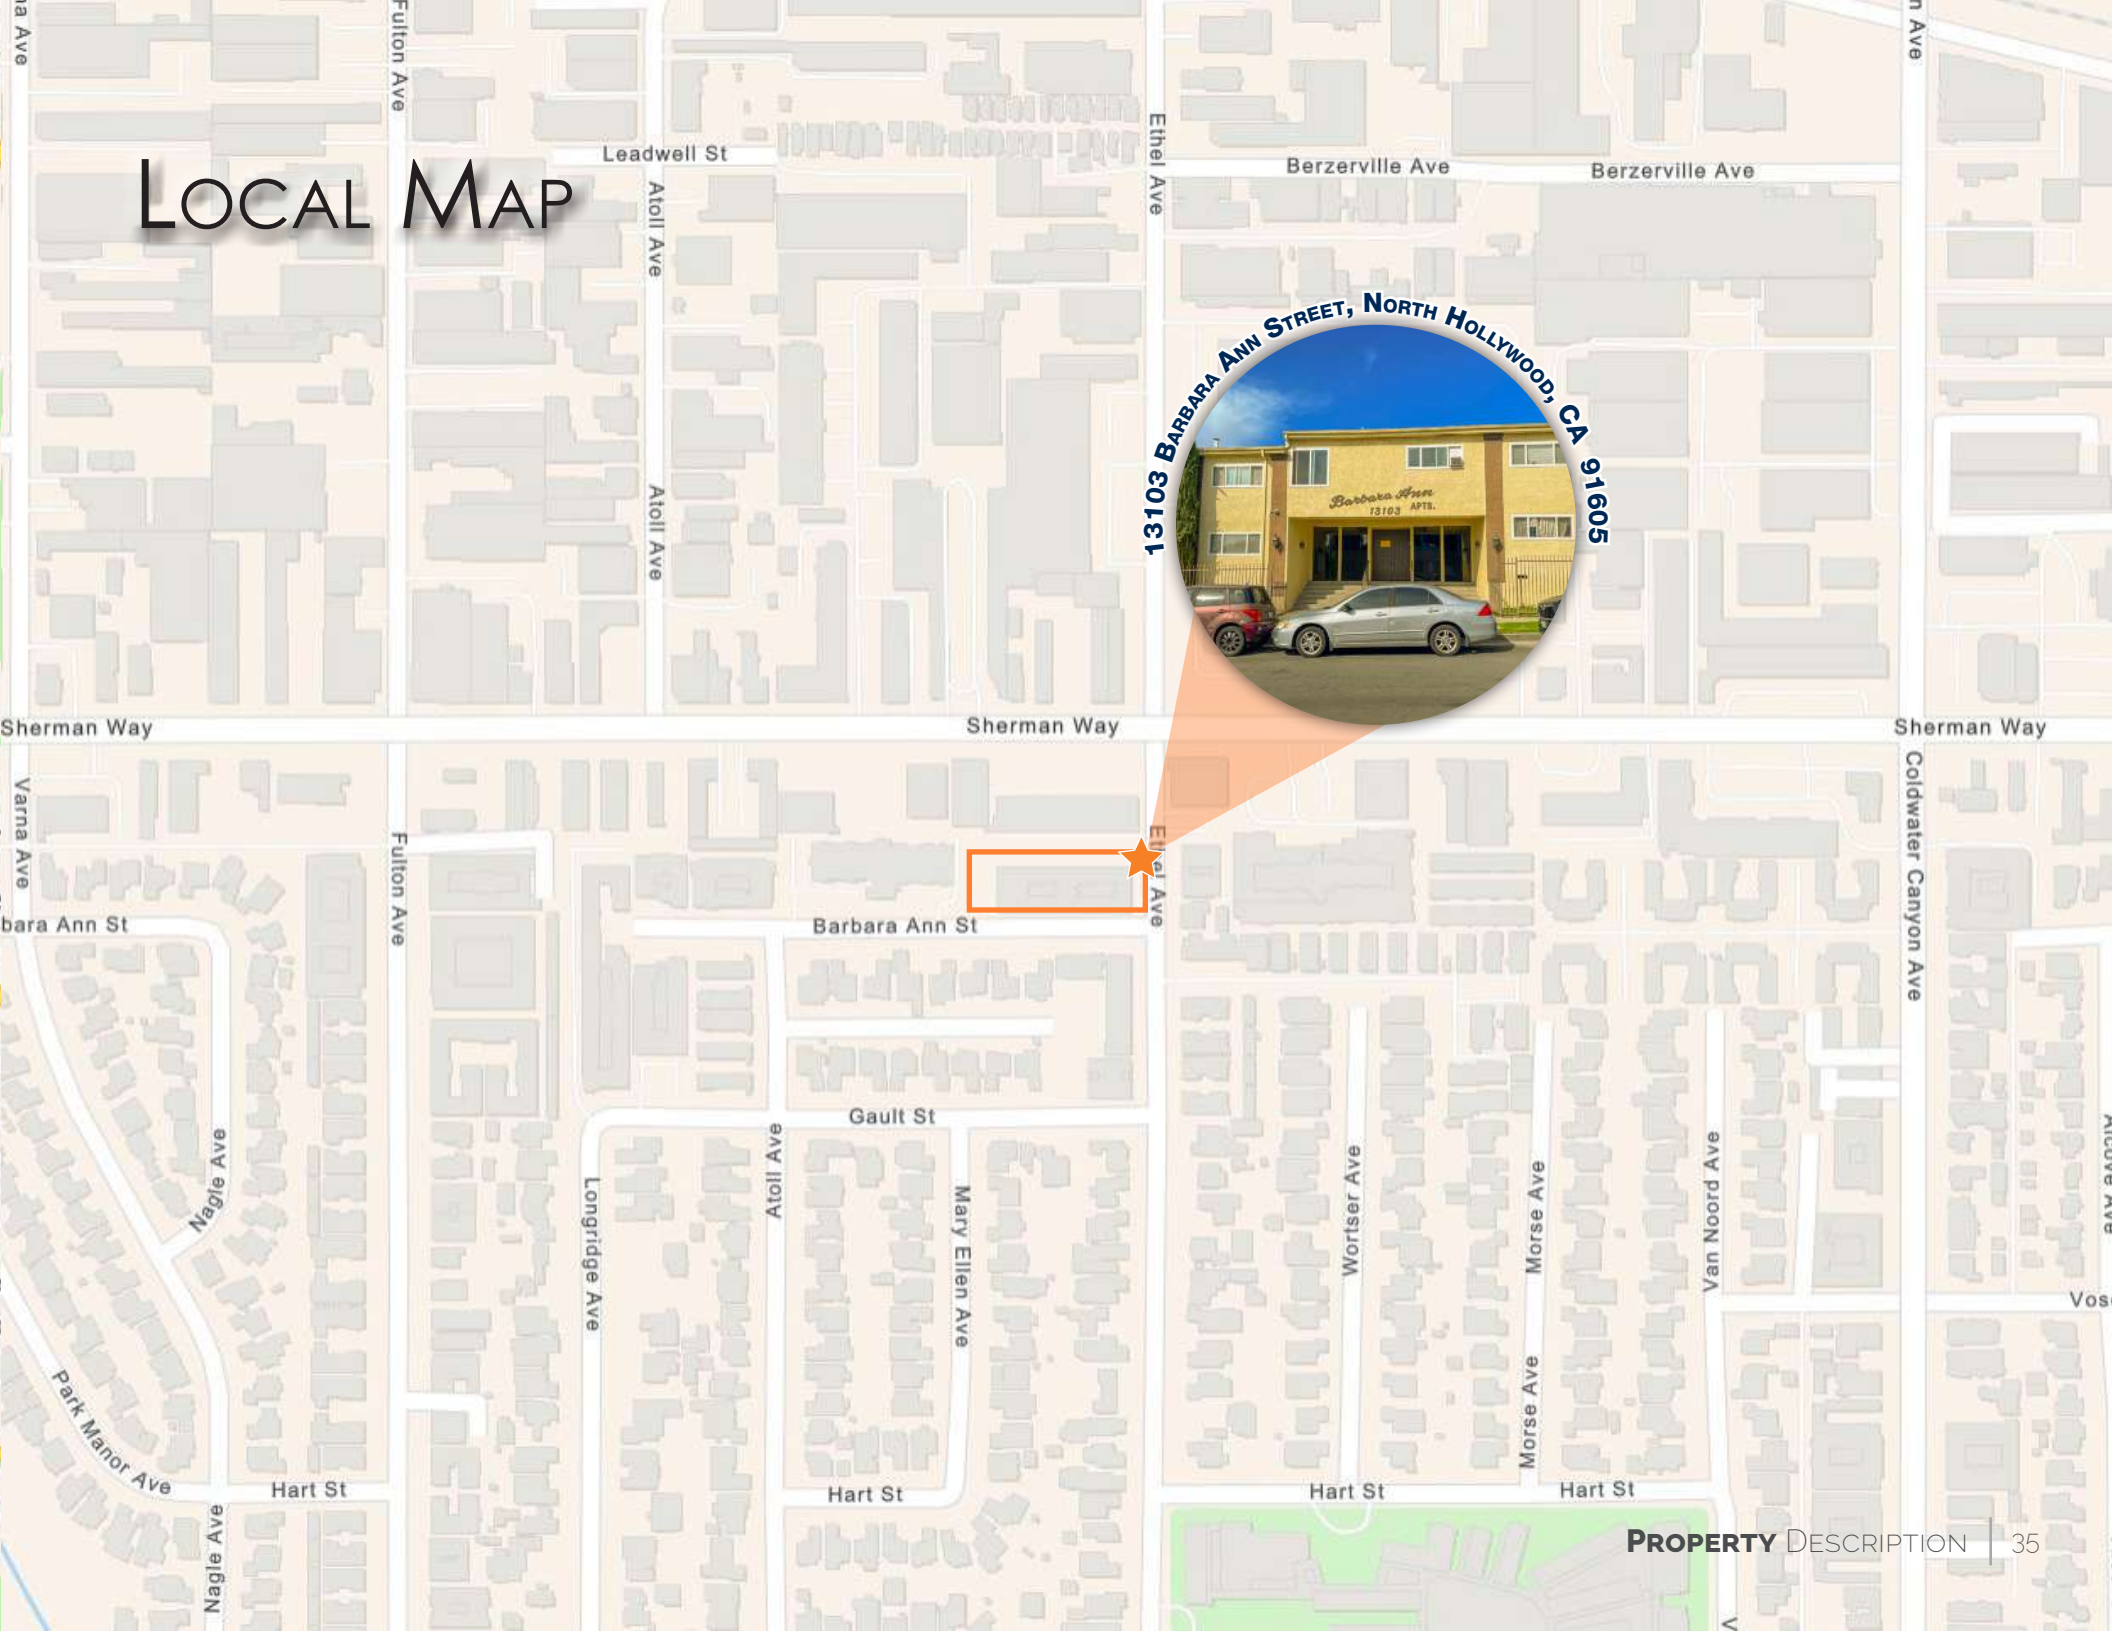 Fulton Ave
Leadwell St
LOCAL MAP
Atoll Ave
Ethel Ave
Berzerville Ave
Berzerville Ave
13103 BARBARA ANN STREET, NORTH HOLLYWOOD, CA 91605
Barbara Ann
13103 APTS.
Atoll Ave
Sherman Way
Sherman Way
Sherman Way
Varna Ave
Fulton Ave
Coldwater Canyon Ave
Ave
bara Ann St
Barbara Ann St
Gault St
Nagle Ave
Atoll Ave
Longridge Ave
Mary Ellen Ave
Wortser Ave
Morse Ave
Van Noord Ave
Park Manor Ave
Morse Ave
Hart St
Hart St
Hart St
Hart St
Nagle Ave
PROPERTY DESCRIPTION | 35